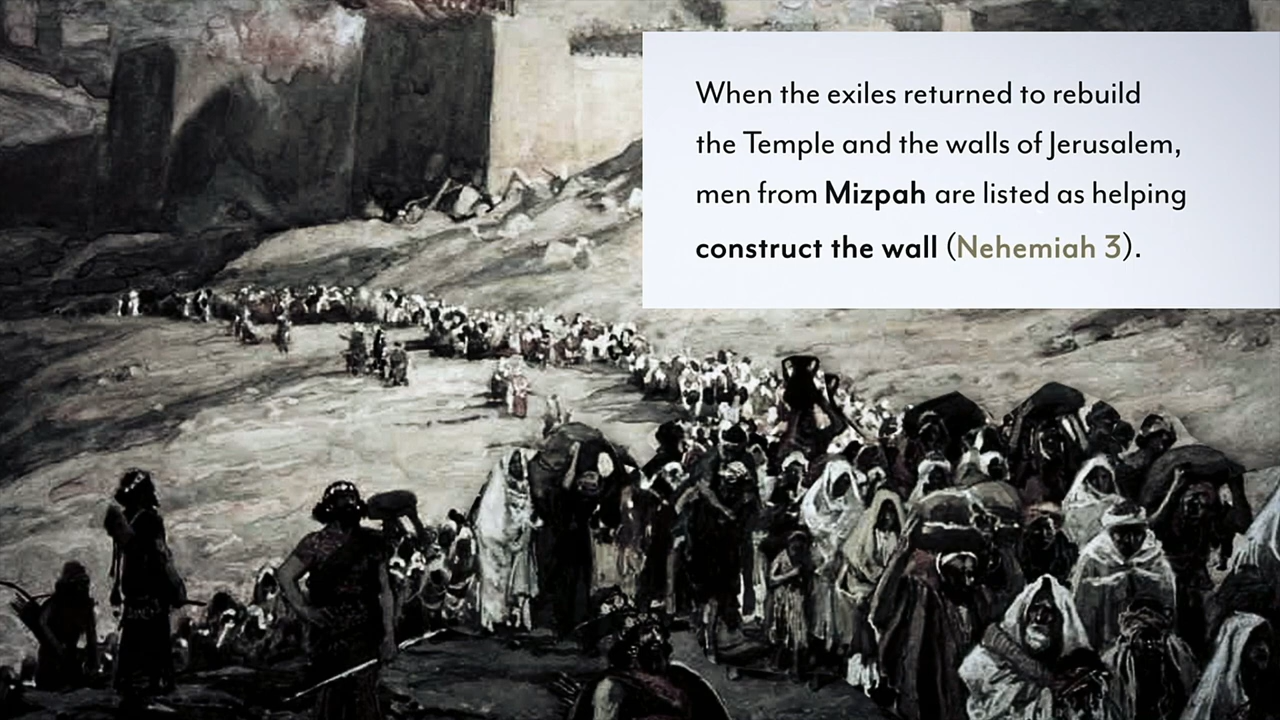 When the exiles returned to rebuild
the Temple and the walls of Jerusalem,
men from Mizpah are listed as helping
construct the wall (Nehemiah 3).